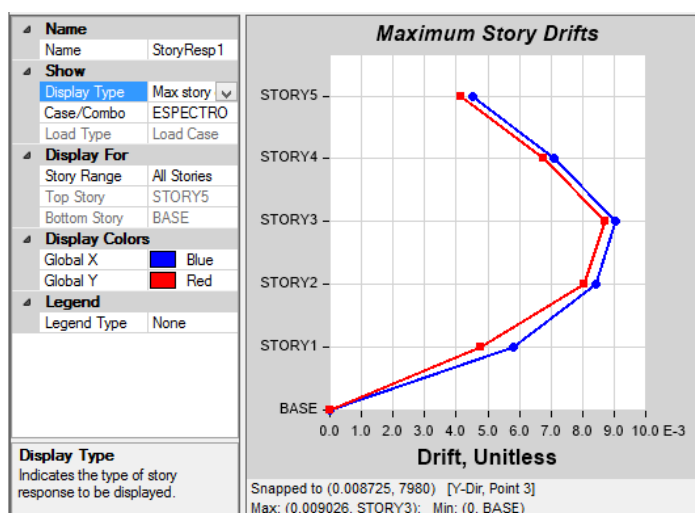 Name
Name StoryResp1
Show
Display Type Max story
Case/Combo ESPECTRO
Load Type Load Case
Display For
Story Range All Stories
Top Story STORY5
Bottom Story BASE
Display Colors
Global X Blue
Global Y Red
Legend
Legend Type None
Display Type
Indicates the type of story
response to be displayed.
Maximum Story Drifts
STORY5
STORY4
STORY3
STORY2
STORY1
BASE
0.0 1.0 2.0 3.0 4.0 5.0 6.0 7.0 8.0 9.0 10.0 E-3
Drift, Unitless
Snapped to (0.008725, 7980) [Y-Dir, Point 3]
Max: (0.009026, STORY3); Min: (0, BASE)